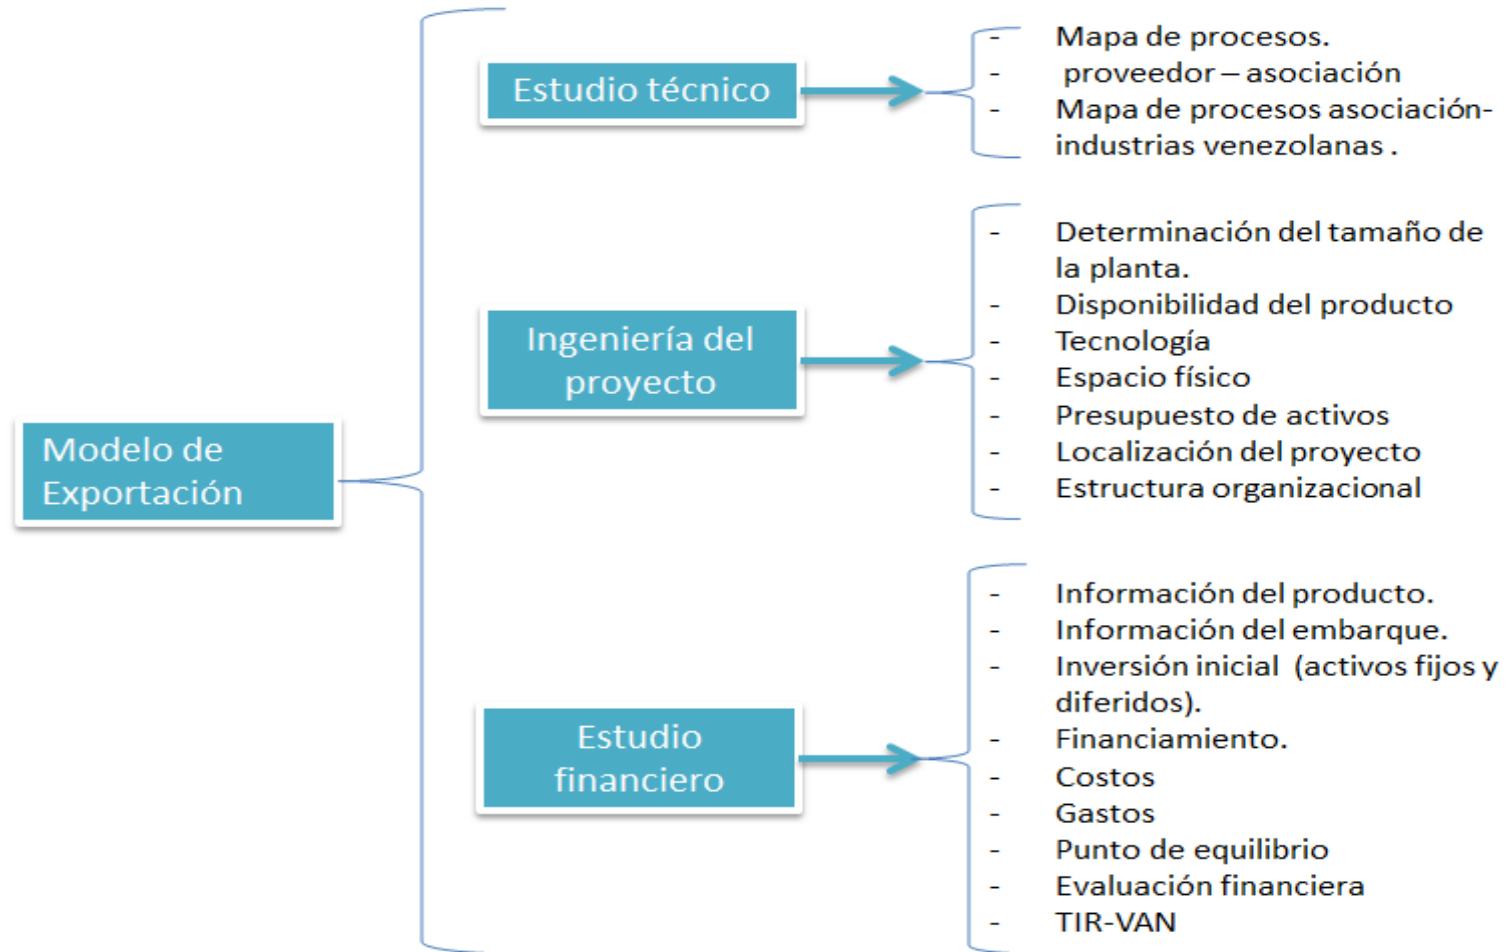 Modelo de
Exportación
Estudio técnico
- Mapa de procesos.
- proveedor – asociación
- Mapa de procesos asociación-
industrias venezolanas .
Ingeniería del
proyecto
- Determinación del tamaño de
la planta.
- Disponibilidad del producto
- Tecnología
- Espacio físico
- Presupuesto de activos
- Localización del proyecto
- Estructura organizacional
Estudio
financiero
- Información del producto.
- Información del embarque.
- Inversión inicial (activos fijos y
diferidos).
- Financiamiento.
- Costos
- Gastos
- Punto de equilibrio
- Evaluación financiera
- TIR-VAN